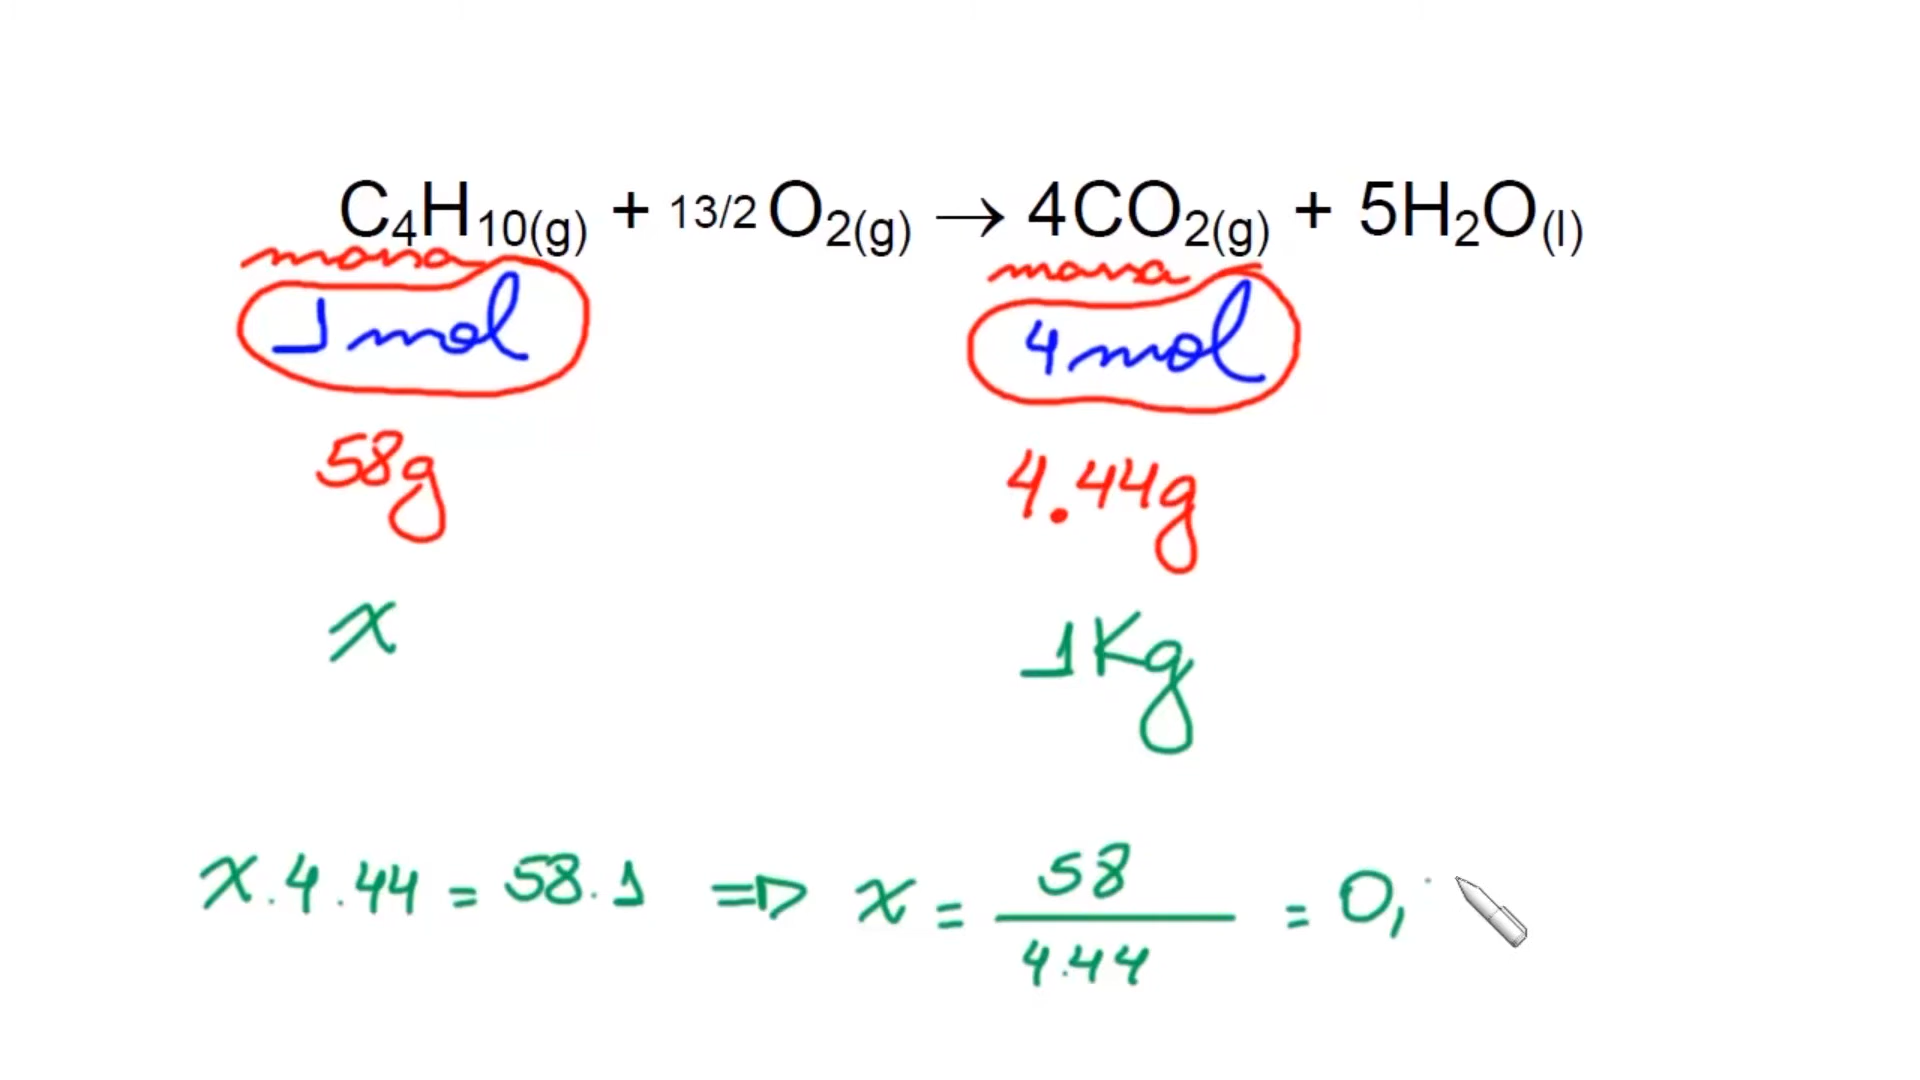 C₄H₁₀(g) + 13/2 O₂(g) → 4CO₂(g) + 5H₂O(l)
massa massa
1 mol 4 mol
58g 4.44g
x 1Kg
x.4.44 = 58.1 ⇒ x = 58 / 4.44 = 0,